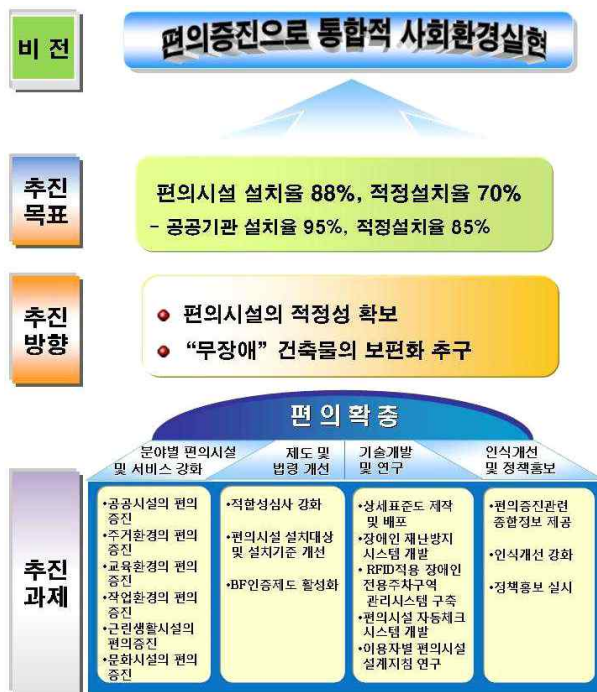 비 전
편의증진으로 통합적 사회환경실현
추진
목표
편의시설 설치율 88%, 적정설치율 70%
- 공공기관 설치율 95%, 적정설치율 85%
추진
방향
편의시설의 적정성 확보
“무장애” 건축물의 보편화 추구
추진
과제
편 의 확 충
분야별 편의시설
및 서비스 강화
•공공시설의 편의
증진
•주거환경의 편의
증진
•교육환경의 편의
증진
•작업환경의 편의
증진
•근린생활시설의
편의증진
•문화시설의 편의
증진
제도 및
법령 개선
•적합성심사 강화
•편의시설 설치대상
및 설치기준 개선
•BF인증제도 활성화
기술개발
및 연구
•상세표준도 제작
및 배포
•장애인 재난방지
시스템 개발
• RFID적용 장애인
전용주차구역
관리시스템 구축
•편의시설 자동체크
시스템 개발
•이용자별 편의시설
설계지침 연구
인식개선
및 정책홍보
•편의증진관련
종합정보 제공
•인식개선 강화
•정책홍보 실시